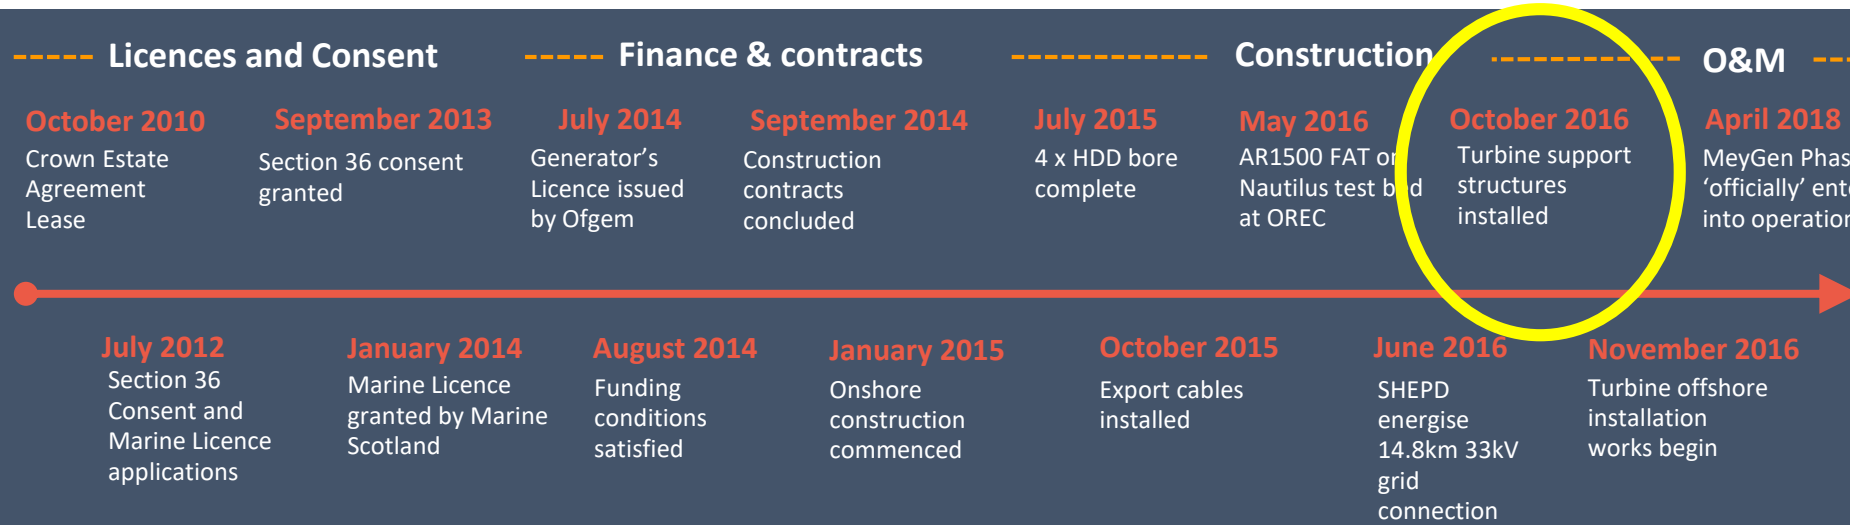 Licences and Consent
Finance & contracts
Construction
O&M
October 2010
Crown Estate
Agreement
Lease
September 2013
Section 36 consent
granted
July 2014
Generator's
Licence issued
by Ofgem
September 2014
Construction
contracts
concluded
July 2015
4 x HDD bore
complete
May 2016
AR1500 FAT on
Nautilus test bed
at OREC
October 2016
Turbine support
structures
installed
April 2018
MeyGen Phas
‘officially’ ent
into operation
July 2012
Section 36
Consent and
Marine Licence
applications
January 2014
Marine Licence
granted by Marine
Scotland
August 2014
Funding
conditions
satisfied
January 2015
Onshore
construction
commenced
October 2015
Export cables
installed
June 2016
SHEPD
energise
14.8km 33kV
grid
connection
November 2016
Turbine offshore
installation
works begin